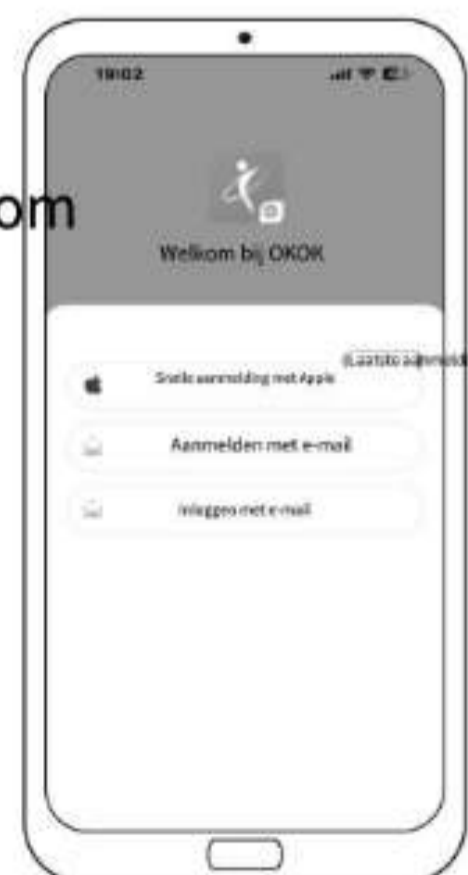 19:02
om
Welkom bij OKOK
(Laatste aanmeld
Snelle aanmelding met Apple
Aanmelden met e-mail
Inloggen met e-mail